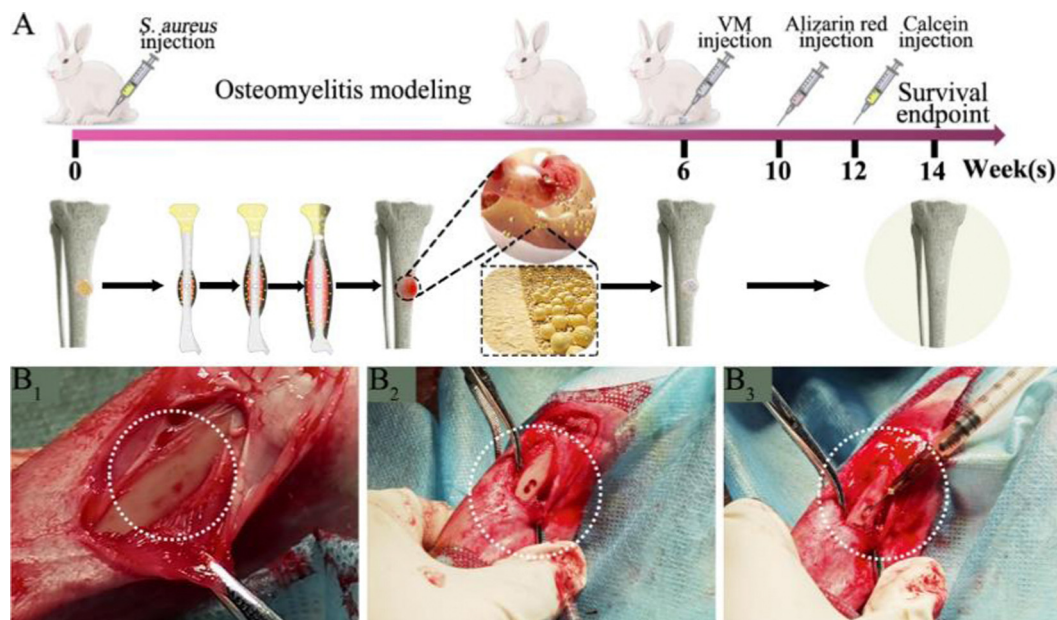 A
S. aureus
injection
Osteomyelitis modeling
VM
injection
Alizarin red
injection
Calcein
injection
Survival
endpoint
0
6
10
12
14
Week(s)
B1
B2
B3